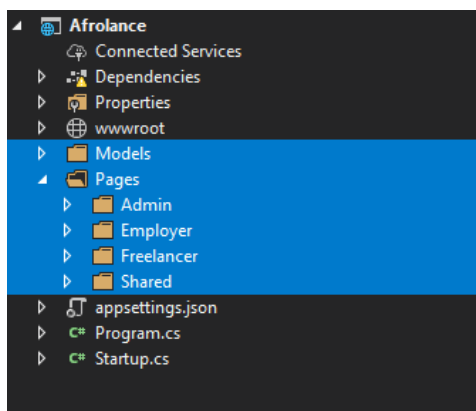 Afrolance
Connected Services
Dependencies
Properties
wwwroot
Models
Pages
Admin
Employer
Freelancer
Shared
appsettings.json
C# Program.cs
C# Startup.cs